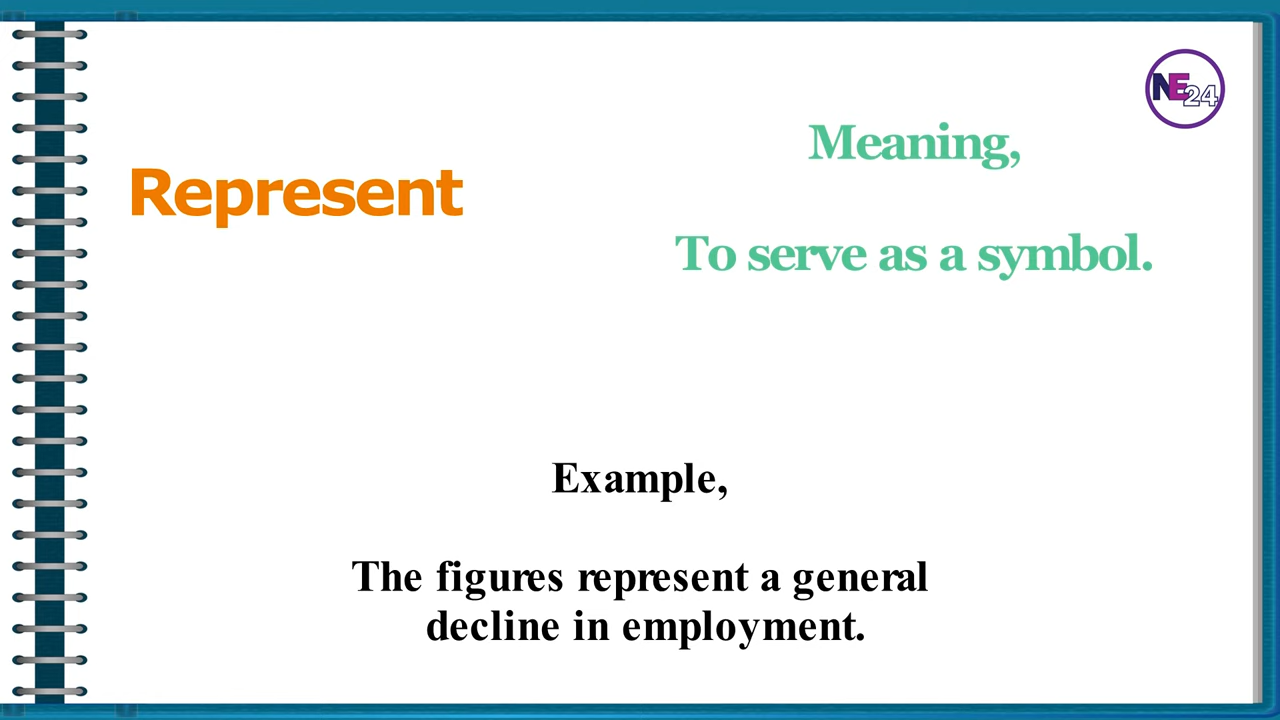 NE24
Meaning,
Represent
To serve as a symbol.
Example,
The figures represent a general
decline in employment.